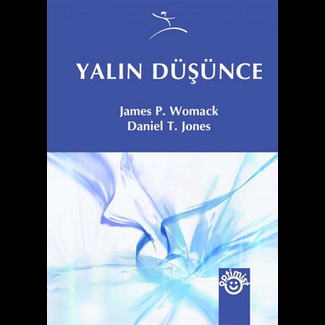 YALIN DÜŞÜNCE
James P. Womack
Daniel T. Jones
optimist